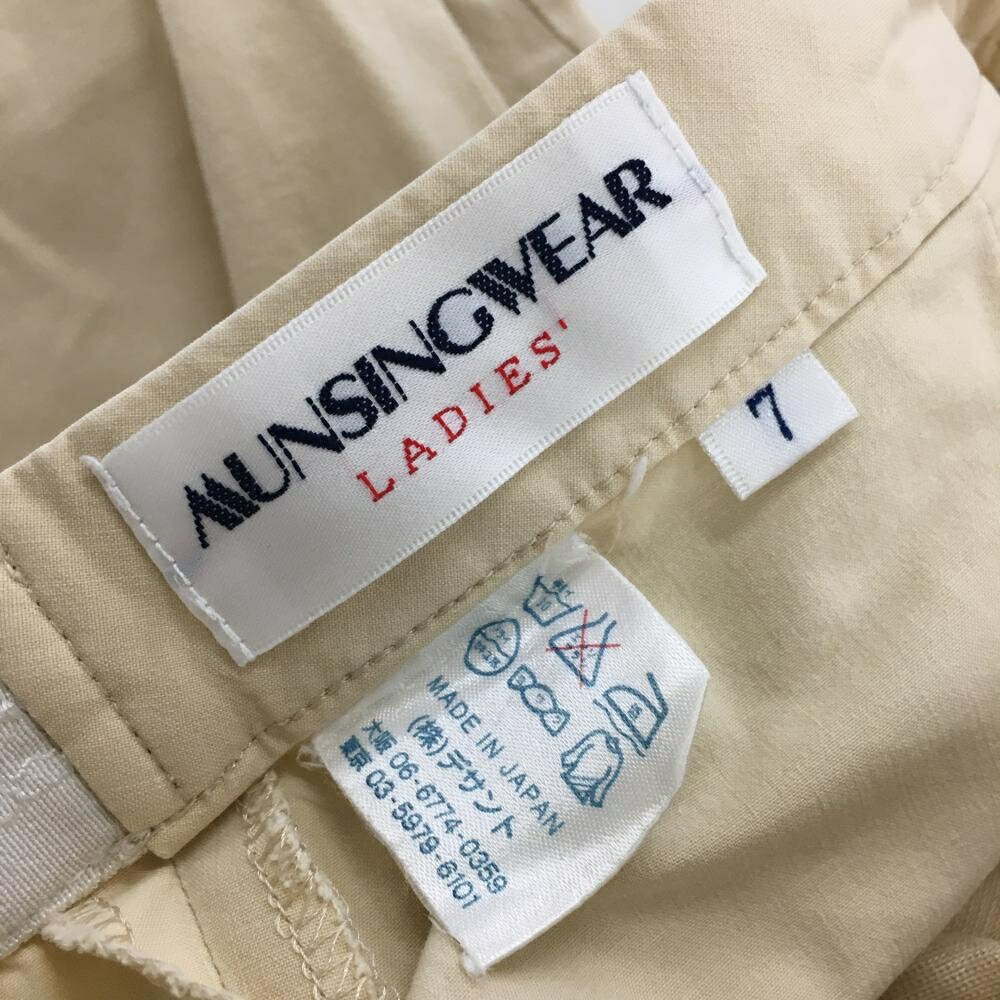 MUNSINGWEAR
LADIES'
7
MADE IN JAPAN
(株)デサント
大阪 06-6774-0359
東京 03-5979-6101